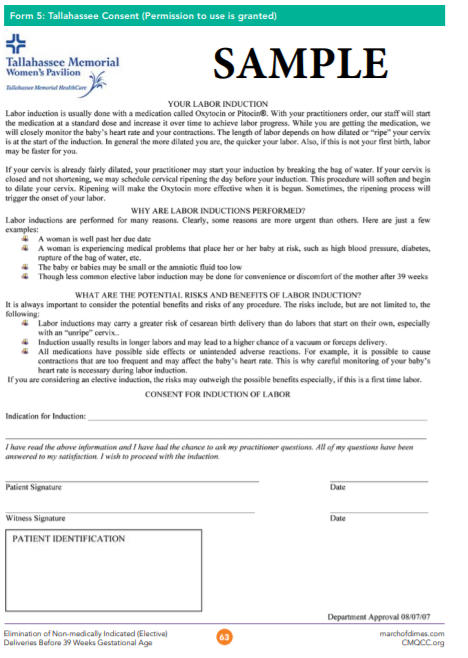 Form 5: Tallahassee Consent (Permission to use is granted)
Tallahassee Memorial
Women's Pavilion
Tallahassee Memorial HealthCare
SAMPLE
YOUR LABOR INDUCTION
Labor induction is usually done with a medication called Oxytocin or Pitocin®. With your practitioners order, our staff will start
the medication at a standard dose and increase it over time to achieve labor progress. While you are getting the medication, we
will closely monitor the baby's heart rate and your contractions. The length of labor depends on how dilated or "ripe" your cervix
is at the start of the induction. In general the more dilated you are, the quicker your labor. Also, if this is not your first birth, labor
may be faster for you.
If your cervix is already fairly dilated, your practitioner may start your induction by breaking the bag of water. If your cervix is
closed and not shortening, we may schedule cervical ripening the day before your induction. This procedure will soften and begin
to dilate your cervix. Ripening will make the Oxytocin more effective when it is begun. Sometimes, the ripening process will
trigger the onset of your labor.
WHY ARE LABOR INDUCTIONS PERFORMED?
Labor inductions are performed for many reasons. Clearly, some reasons are more urgent than others. Here are just a few
examples:
A woman is well past her due date
A woman is experiencing medical problems that place her or her baby at risk, such as high blood pressure, diabetes,
rupture of the bag of water, etc.
The baby or babies may be small or the amniotic fluid too low
Though less common elective labor induction may be done for convenience or discomfort of the mother after 39 weeks
WHAT ARE THE POTENTIAL RISKS AND BENEFITS OF LABOR INDUCTION?
It is always important to consider the potential benefits and risks of any procedure. The risks include, but are not limited to, the
following:
Labor inductions may carry a greater risk of cesarean birth delivery than do labors that start on their own, especially
with an "unripe" cervix..
Induction usually results in longer labors and may lead to a higher chance of a vacuum or forceps delivery.
All medications have possible side effects or unintended adverse reactions. For example, it is possible to cause
contractions that are too frequent and may affect the baby's heart rate. This is why careful monitoring of your baby's
heart rate is necessary during labor induction.
If you are considering an elective induction, the risks may outweigh the possible benefits especially, if this is a first time labor.
CONSENT FOR INDUCTION OF LABOR
Indication for Induction:
I have read the above information and I have had the chance to ask my practitioner questions. All of my questions have been
answered to my satisfaction. I wish to proceed with the induction.
Patient Signature Date
Witness Signature Date
PATIENT IDENTIFICATION
Department Approval 08/07/07
Elimination of Non-medically Indicated (Elective)
Deliveries Before 39 Weeks Gestational Age
63
marchofdimes.com
CMQCC.org